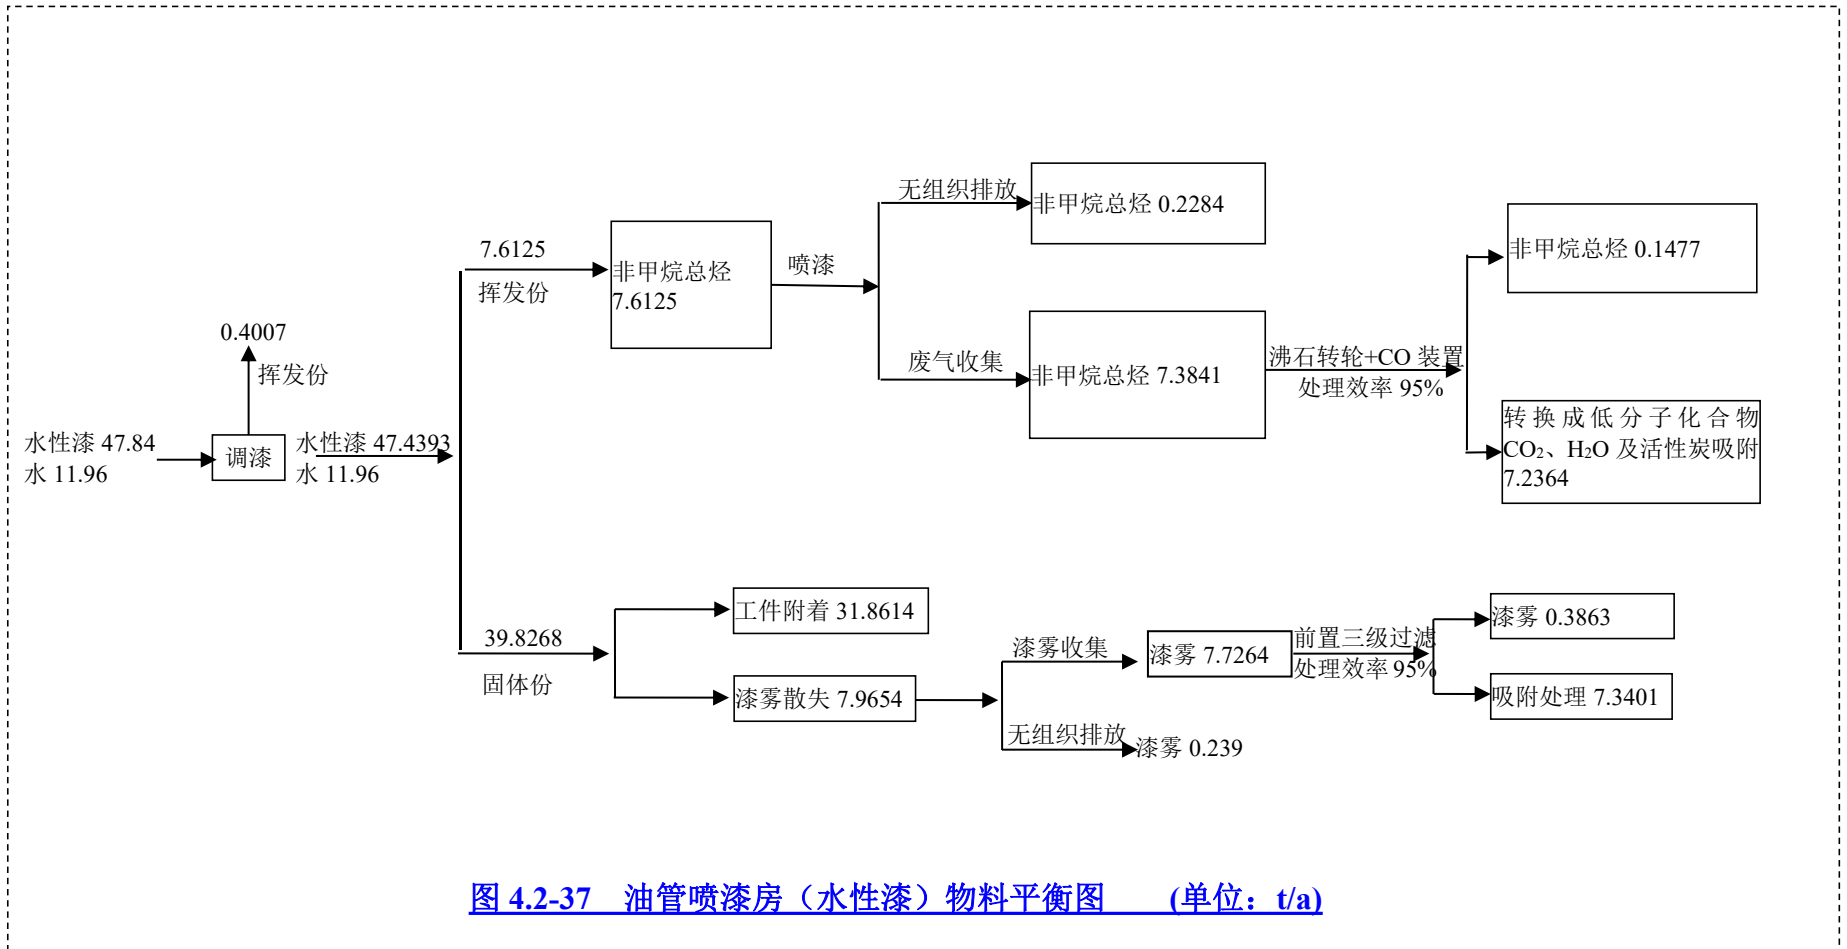 无组织排放
非甲烷总烃 0.2284
7.6125
挥发份
非甲烷总烃
7.6125
喷漆
非甲烷总烃 0.1477
0.4007
挥发份
废气收集
非甲烷总烃 7.3841
沸石转轮+CO 装置
处理效率 95%
转换成低分子化合物
CO₂、H₂O 及活性炭吸附
7.2364
水性漆 47.84
水 11.96
调漆
水性漆 47.4393
水 11.96
39.8268
固体份
工件附着 31.8614
漆雾散失 7.9654
漆雾收集
漆雾 7.7264
前置三级过滤
处理效率 95%
漆雾 0.3863
吸附处理 7.3401
无组织排放
漆雾 0.239
图 4.2-37 油管喷漆房（水性漆）物料平衡图 (单位：t/a)